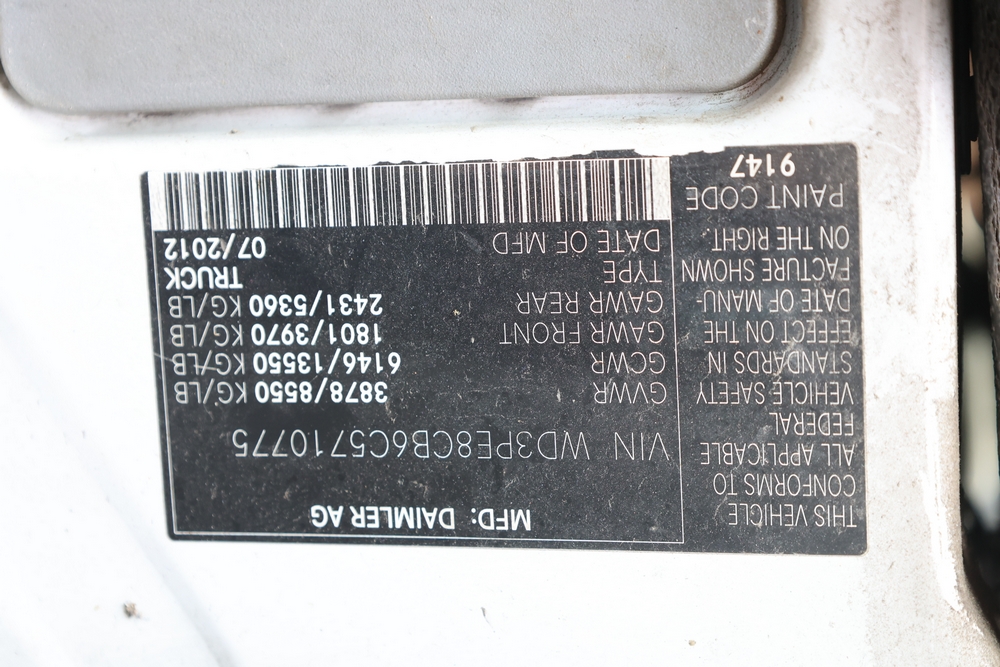 THIS VEHICLE
CONFORMS TO
ALL APPLICABLE
FEDERAL
VEHICLE SAFETY
STANDARDS IN
EFFECT ON THE
DATE OF MANU-
FACTURE SHOWN
ON THE RIGHT.
PAINT CODE
9147
MFD: DAIMLER AG
VIN WD3PE8CB6C5710775
GVWR 3878/8550 KG/LB
GCWR 6146/13550 KG/LB
GAWR FRONT 1801/3970 KG/LB
GAWR REAR 2431/5360 KG/LB
TYPE TRUCK
DATE OF MFD 07/2012